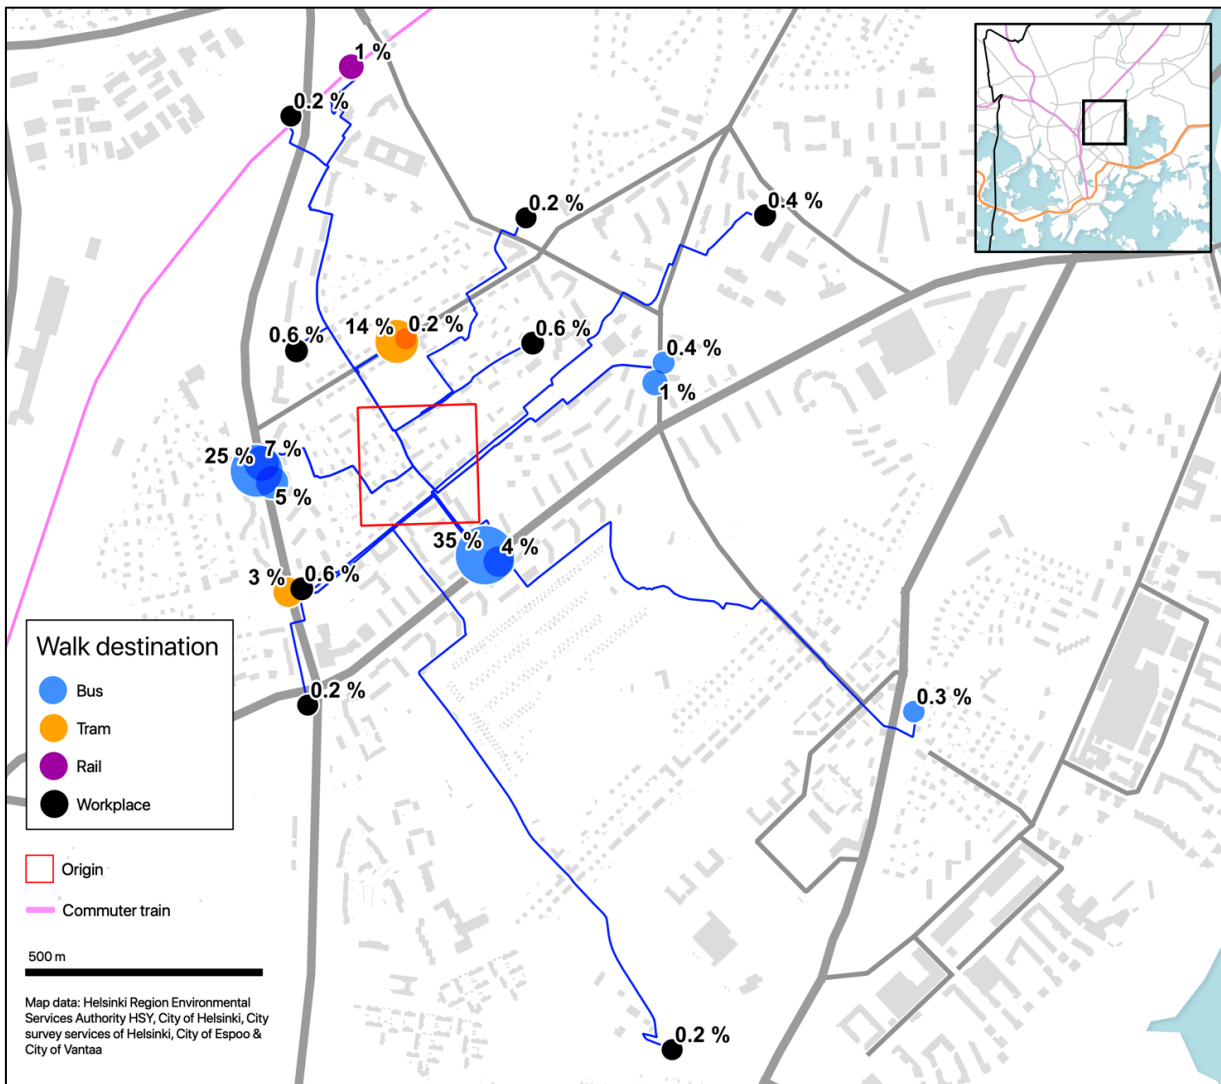 1 %
0.2 %
0.2 %
0.4 %
14 %
0.2 %
0.6 %
0.6 %
0.4 %
1 %
25 %
7 %
5 %
35 %
4 %
3 %
0.6 %
0.2 %
0.3 %
0.2 %
Walk destination
Bus
Tram
Rail
Workplace
Origin
Commuter train
500 m
Map data: Helsinki Region Environmental
Services Authority HSY, City of Helsinki, City
survey services of Helsinki, City of Espoo &
City of Vantaa